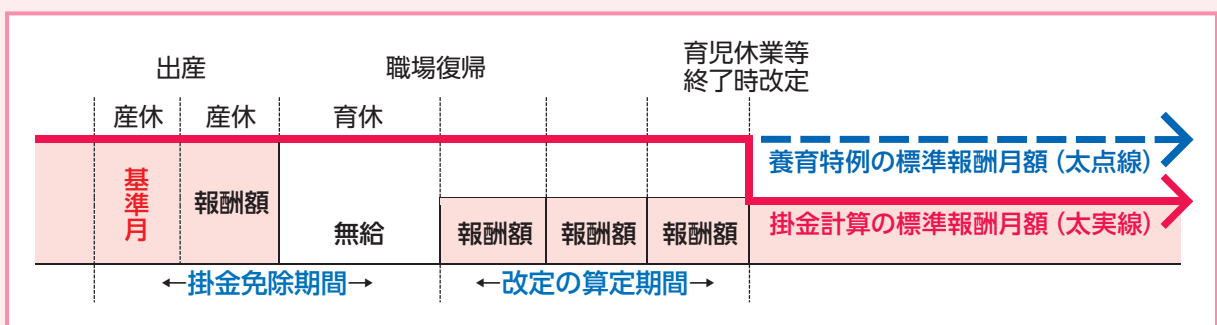 出産
職場復帰
育児休業等
終了時改定
産休
産休
育休
基準月
報酬額
無給
報酬額
報酬額
報酬額
養育特例の標準報酬月額（太点線）
掛金計算の標準報酬月額（太実線）
←掛金免除期間→
←改定の算定期間→